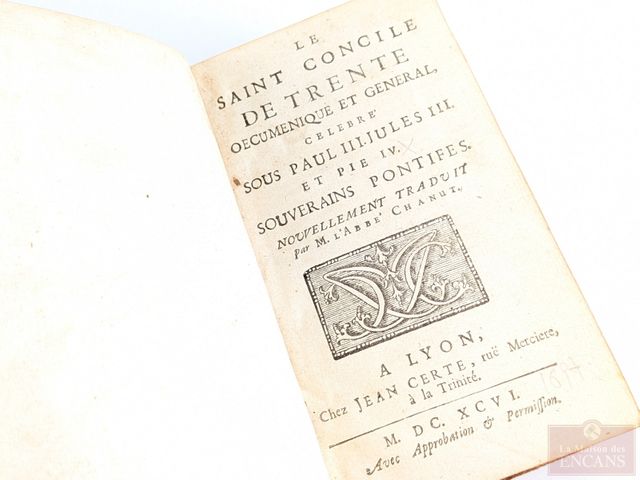 LE
SAINT CONCILE
DE TRENTE
OECUMENIQUE ET GENERAL,
CELEBRE'
SOUS PAUL III. JULES III.
ET PIE IV.
SOUVERAINS PONTIFES.
NOUVELLEMENT TRADUIT
Par M. L'ABBE' CHANUT.
A LYON,
Chez JEAN CERTE, ruë Merciere,
à la Trinité.
M. DC. XCVI.
Avec Approbation & Permission.
La Maison des
ENCANS